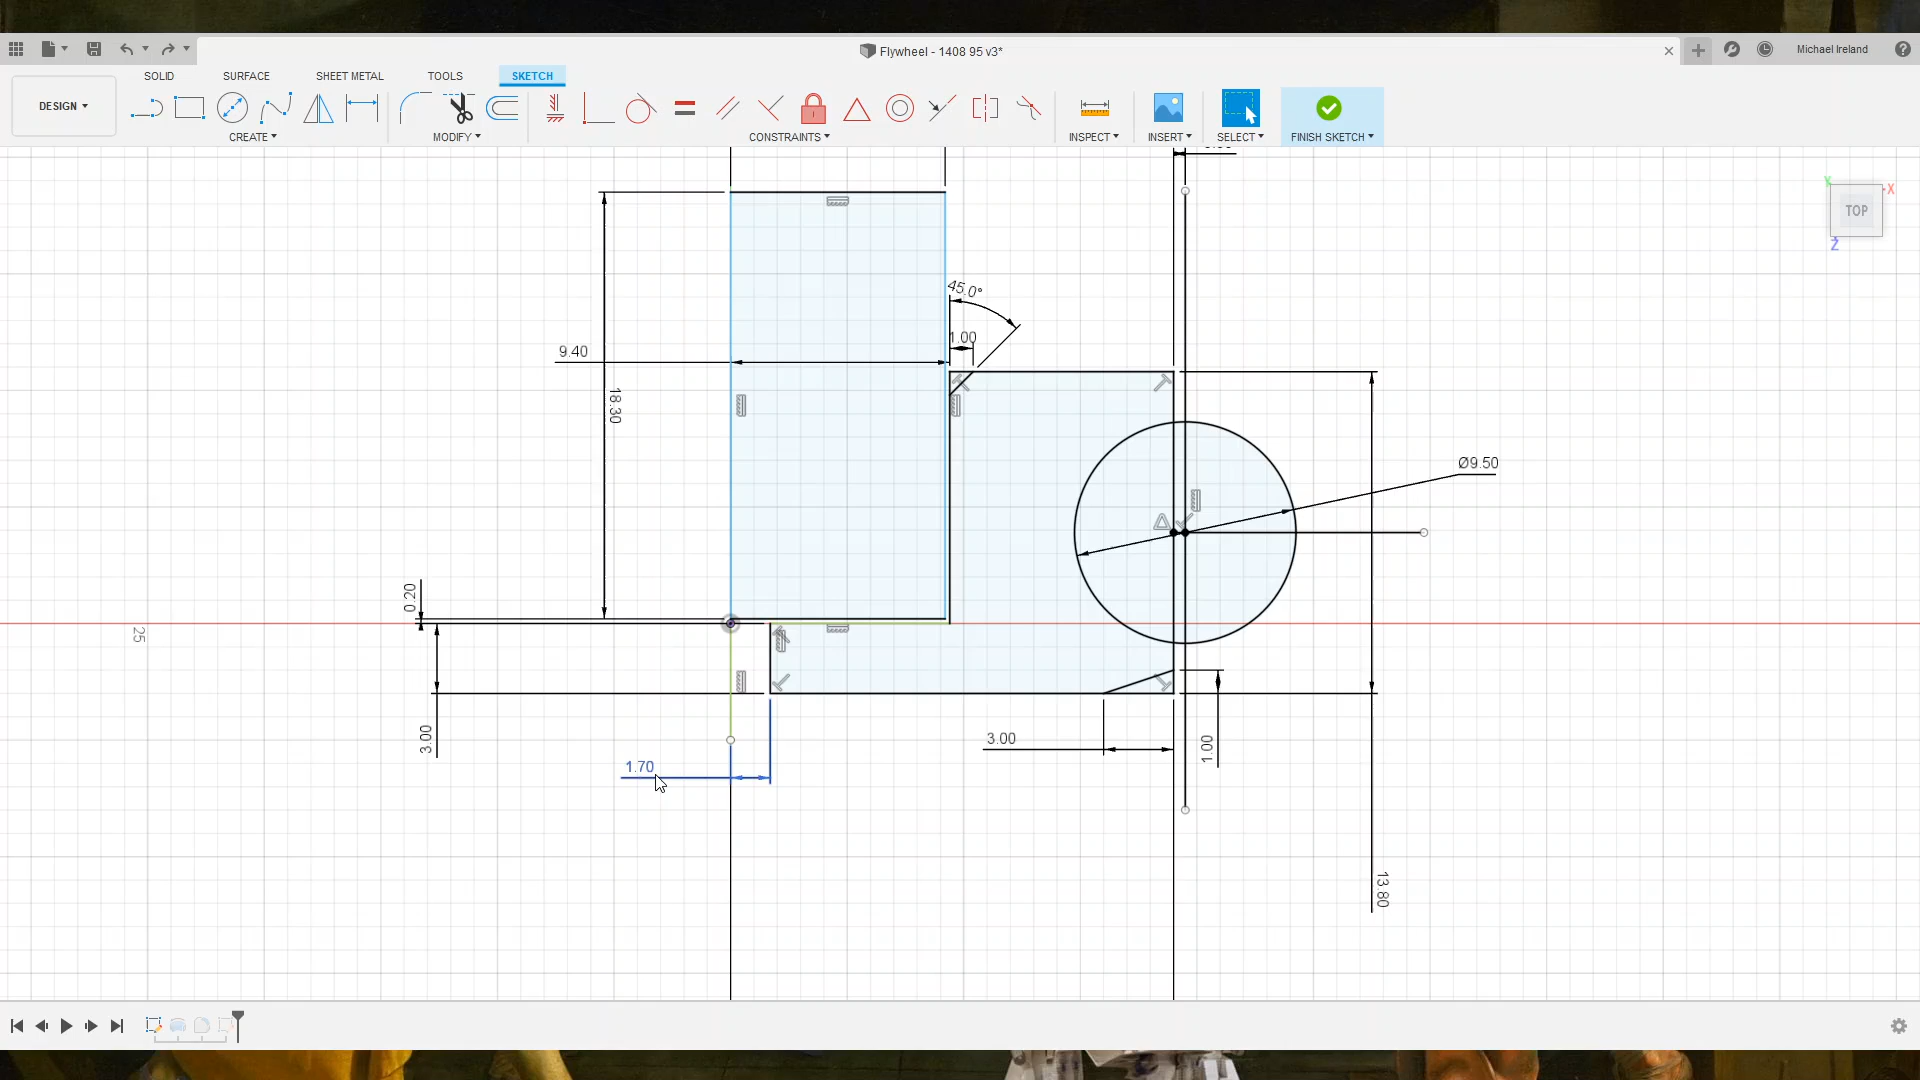 Flywheel - 1408 95 v3*
Michael Ireland
SOLID
SURFACE
SHEET METAL
TOOLS
SKETCH
DESIGN
CREATE
MODIFY
CONSTRAINTS
INSPECT
INSERT
SELECT
FINISH SKETCH
Y
X
TOP
Z
45.0°
1.00
9.40
18.30
Ø9.50
0.20
25
3.00
3.00
1.00
1.70
13.80